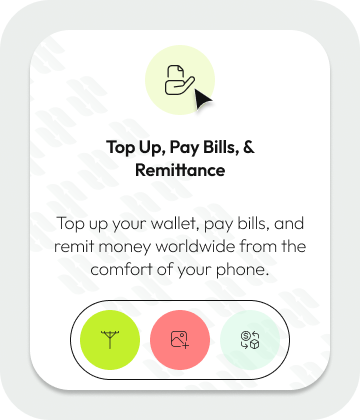 Top Up, Pay Bills, &
Remittance
Top up your wallet, pay bills, and
remit money worldwide from the
comfort of your phone.